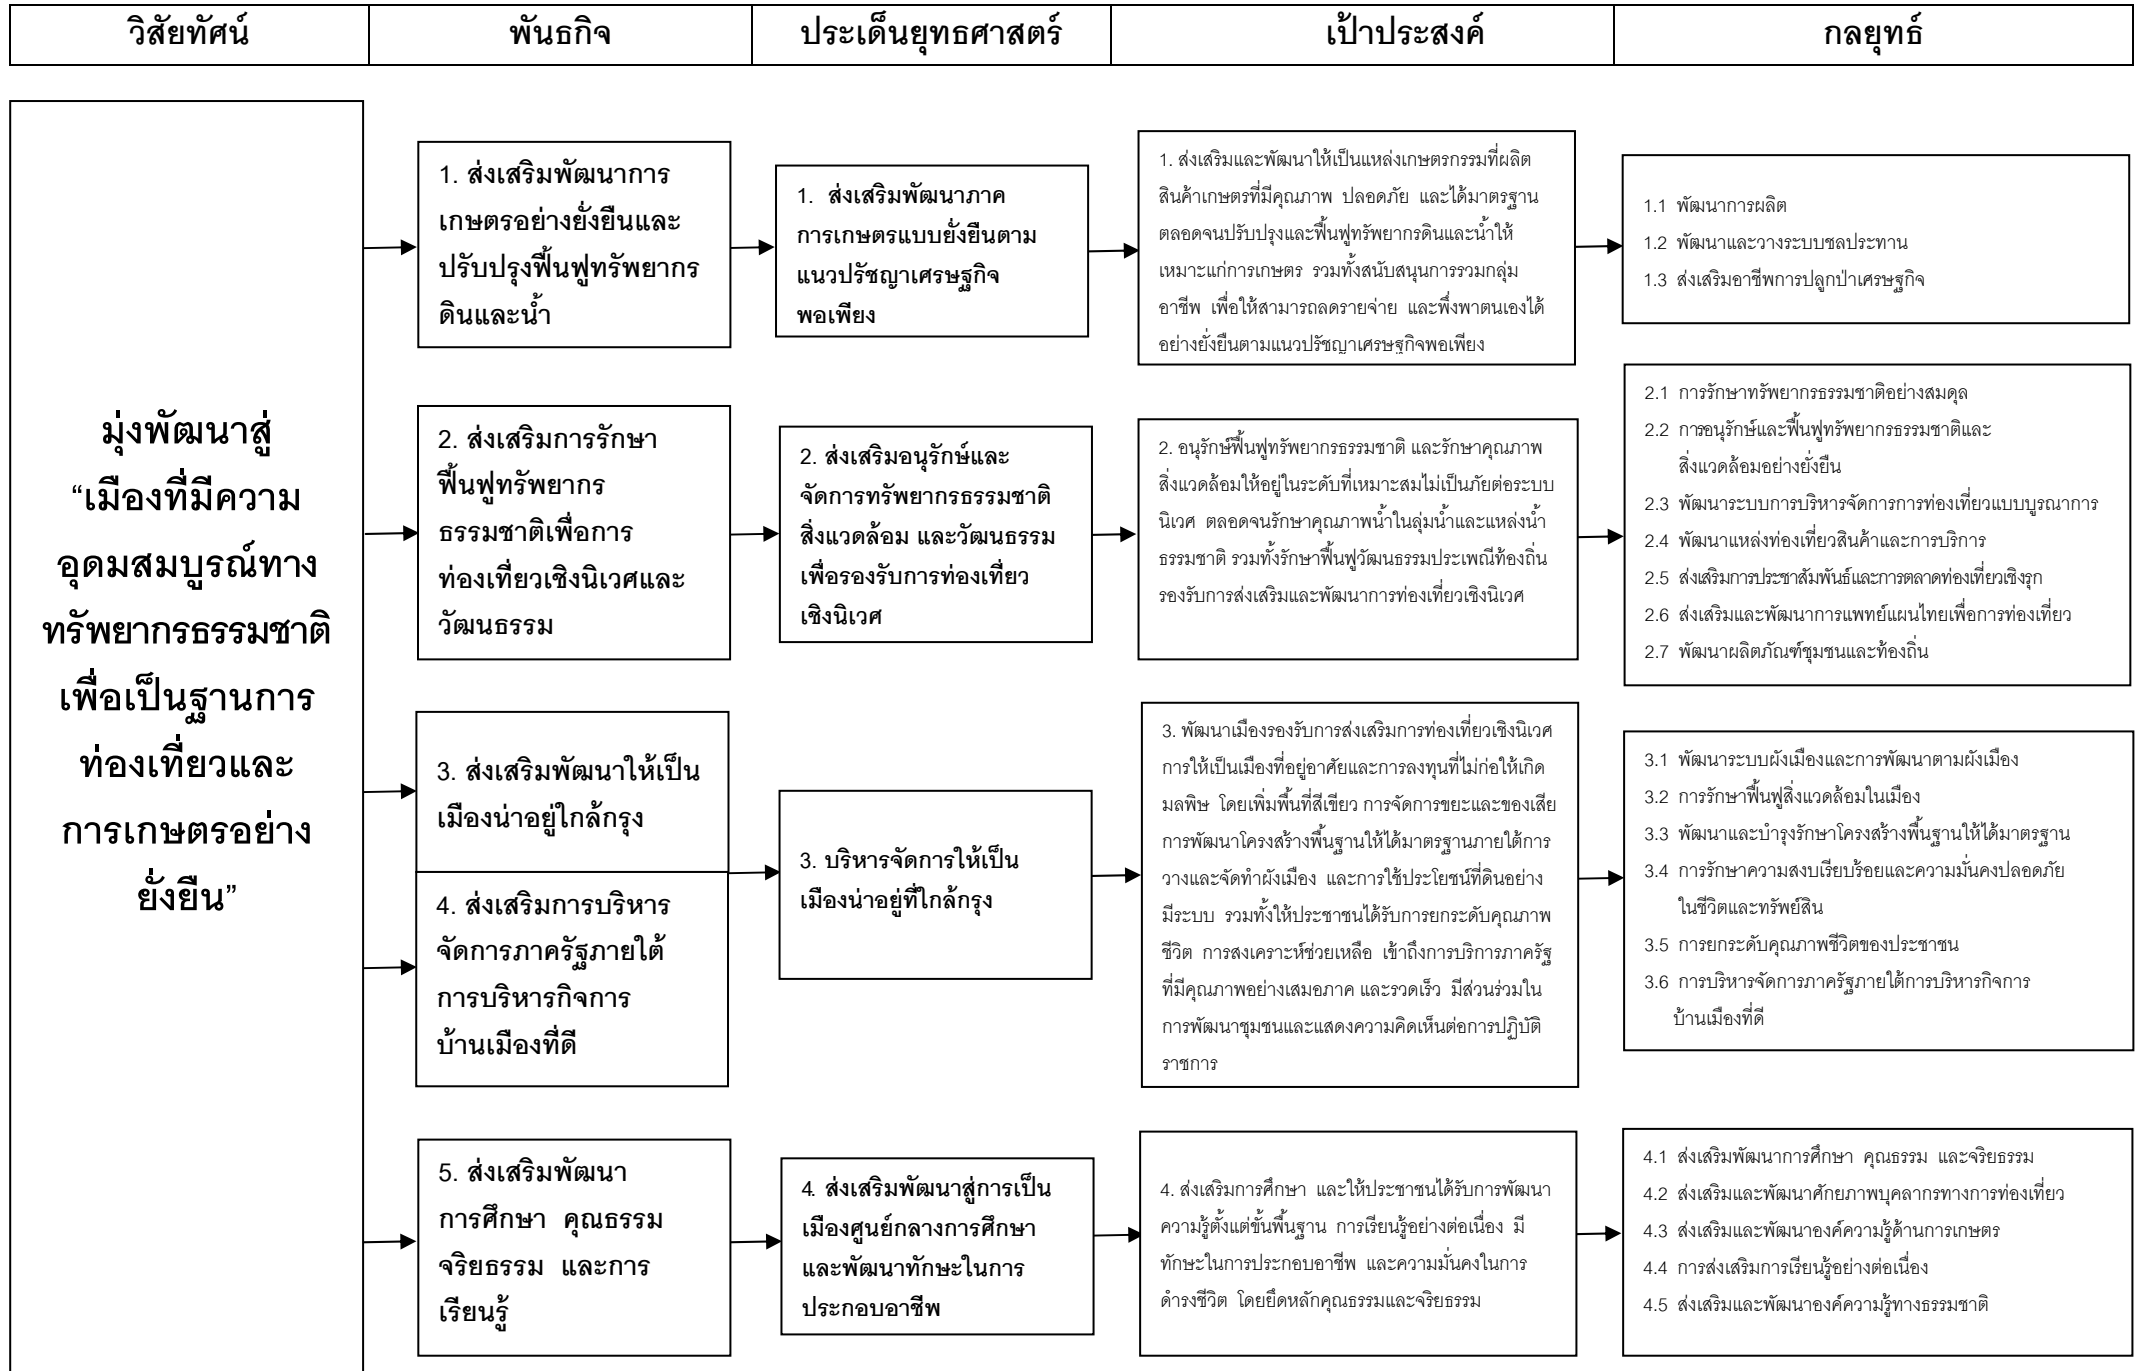 วิสัยทัศน์
พันธกิจ
ประเด็นยุทธศาสตร์
เป้าประสงค์
กลยุทธ์
มุ่งพัฒนาสู่
“เมืองที่มีความ
อุดมสมบูรณ์ทาง
ทรัพยากรธรรมชาติ
เพื่อเป็นฐานการ
ท่องเที่ยวและ
การเกษตรอย่าง
ยั่งยืน”
1. ส่งเสริมพัฒนาการ
เกษตรอย่างยั่งยืนและ
ปรับปรุงฟื้นฟูทรัพยากร
ดินและน้ำ
1. ส่งเสริมพัฒนาภาค
การเกษตรแบบยั่งยืนตาม
แนวปรัชญาเศรษฐกิจ
พอเพียง
1. ส่งเสริมและพัฒนาให้เป็นแหล่งเกษตรกรรมที่ผลิต
สินค้าเกษตรที่มีคุณภาพ ปลอดภัย และได้มาตรฐาน
ตลอดจนปรับปรุงและฟื้นฟูทรัพยากรดินและน้ำให้
เหมาะแก่การเกษตร รวมทั้งสนับสนุนการรวมกลุ่ม
อาชีพ เพื่อให้สามารถลดรายจ่าย และพึ่งพาตนเองได้
อย่างยั่งยืนตามแนวปรัชญาเศรษฐกิจพอเพียง
1.1 พัฒนาการผลิต
1.2 พัฒนาและวางระบบชลประทาน
1.3 ส่งเสริมอาชีพการปลูกป่าเศรษฐกิจ
2. ส่งเสริมการรักษา
ฟื้นฟูทรัพยากร
ธรรมชาติเพื่อการ
ท่องเที่ยวเชิงนิเวศและ
วัฒนธรรม
2. ส่งเสริมอนุรักษ์และ
จัดการทรัพยากรธรรมชาติ
สิ่งแวดล้อม และวัฒนธรรม
เพื่อรองรับการท่องเที่ยว
เชิงนิเวศ
2. อนุรักษ์ฟื้นฟูทรัพยากรธรรมชาติ และรักษาคุณภาพ
สิ่งแวดล้อมให้อยู่ในระดับที่เหมาะสมไม่เป็นภัยต่อระบบ
นิเวศ ตลอดจนรักษาคุณภาพน้ำในลุ่มน้ำและแหล่งน้ำ
ธรรมชาติ รวมทั้งรักษาฟื้นฟูวัฒนธรรมประเพณีท้องถิ่น
รองรับการส่งเสริมและพัฒนาการท่องเที่ยวเชิงนิเวศ
2.1 การรักษาทรัพยากรธรรมชาติอย่างสมดุล
2.2 การอนุรักษ์และฟื้นฟูทรัพยากรธรรมชาติและ
สิ่งแวดล้อมอย่างยั่งยืน
2.3 พัฒนาระบบการบริหารจัดการการท่องเที่ยวแบบบูรณาการ
2.4 พัฒนาแหล่งท่องเที่ยวสินค้าและการบริการ
2.5 ส่งเสริมการประชาสัมพันธ์และการตลาดท่องเที่ยวเชิงรุก
2.6 ส่งเสริมและพัฒนาการแพทย์แผนไทยเพื่อการท่องเที่ยว
2.7 พัฒนาผลิตภัณฑ์ชุมชนและท้องถิ่น
3. ส่งเสริมพัฒนาให้เป็น
เมืองน่าอยู่ใกล้กรุง
4. ส่งเสริมการบริหาร
จัดการภาครัฐภายใต้
การบริหารกิจการ
บ้านเมืองที่ดี
3. บริหารจัดการให้เป็น
เมืองน่าอยู่ที่ใกล้กรุง
3. พัฒนาเมืองรองรับการส่งเสริมการท่องเที่ยวเชิงนิเวศ
การให้เป็นเมืองที่อยู่อาศัยและการลงทุนที่ไม่ก่อให้เกิด
มลพิษ โดยเพิ่มพื้นที่สีเขียว การจัดการขยะและของเสีย
การพัฒนาโครงสร้างพื้นฐานให้ได้มาตรฐานภายใต้การ
วางและจัดทำผังเมือง และการใช้ประโยชน์ที่ดินอย่าง
มีระบบ รวมทั้งให้ประชาชนได้รับการยกระดับคุณภาพ
ชีวิต การสงเคราะห์ช่วยเหลือ เข้าถึงการบริการภาครัฐ
ที่มีคุณภาพอย่างเสมอภาค และรวดเร็ว มีส่วนร่วมใน
การพัฒนาชุมชนและแสดงความคิดเห็นต่อการปฏิบัติ
ราชการ
3.1 พัฒนาระบบผังเมืองและการพัฒนาตามผังเมือง
3.2 การรักษาฟื้นฟูสิ่งแวดล้อมในเมือง
3.3 พัฒนาและบำรุงรักษาโครงสร้างพื้นฐานให้ได้มาตรฐาน
3.4 การรักษาความสงบเรียบร้อยและความมั่นคงปลอดภัย
ในชีวิตและทรัพย์สิน
3.5 การยกระดับคุณภาพชีวิตของประชาชน
3.6 การบริหารจัดการภาครัฐภายใต้การบริหารกิจการ
บ้านเมืองที่ดี
5. ส่งเสริมพัฒนา
การศึกษา คุณธรรม
จริยธรรม และการ
เรียนรู้
4. ส่งเสริมพัฒนาสู่การเป็น
เมืองศูนย์กลางการศึกษา
และพัฒนาทักษะในการ
ประกอบอาชีพ
4. ส่งเสริมการศึกษา และให้ประชาชนได้รับการพัฒนา
ความรู้ตั้งแต่ขั้นพื้นฐาน การเรียนรู้อย่างต่อเนื่อง มี
ทักษะในการประกอบอาชีพ และความมั่นคงในการ
ดำรงชีวิต โดยยึดหลักคุณธรรมและจริยธรรม
4.1 ส่งเสริมพัฒนาการศึกษา คุณธรรม และจริยธรรม
4.2 ส่งเสริมและพัฒนาศักยภาพบุคลากรทางการท่องเที่ยว
4.3 ส่งเสริมและพัฒนาองค์ความรู้ด้านการเกษตร
4.4 การส่งเสริมการเรียนรู้อย่างต่อเนื่อง
4.5 ส่งเสริมและพัฒนาองค์ความรู้ทางธรรมชาติ